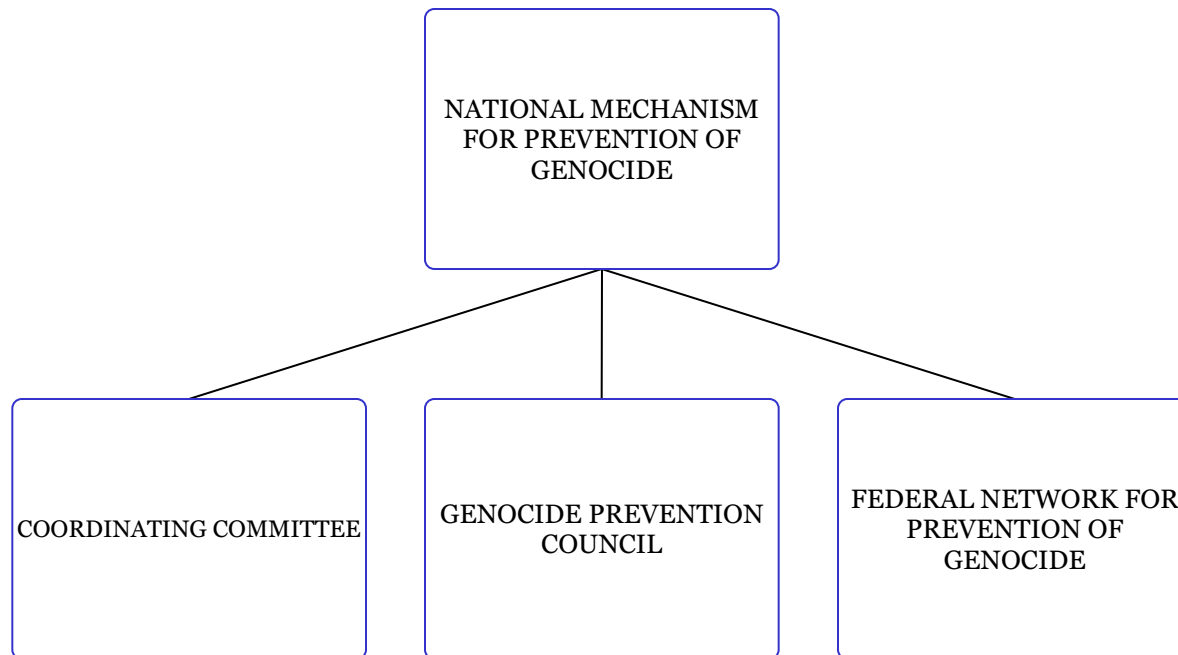 NATIONAL MECHANISM
FOR PREVENTION OF
GENOCIDE
COORDINATING COMMITTEE
GENOCIDE PREVENTION
COUNCIL
FEDERAL NETWORK FOR
PREVENTION OF
GENOCIDE